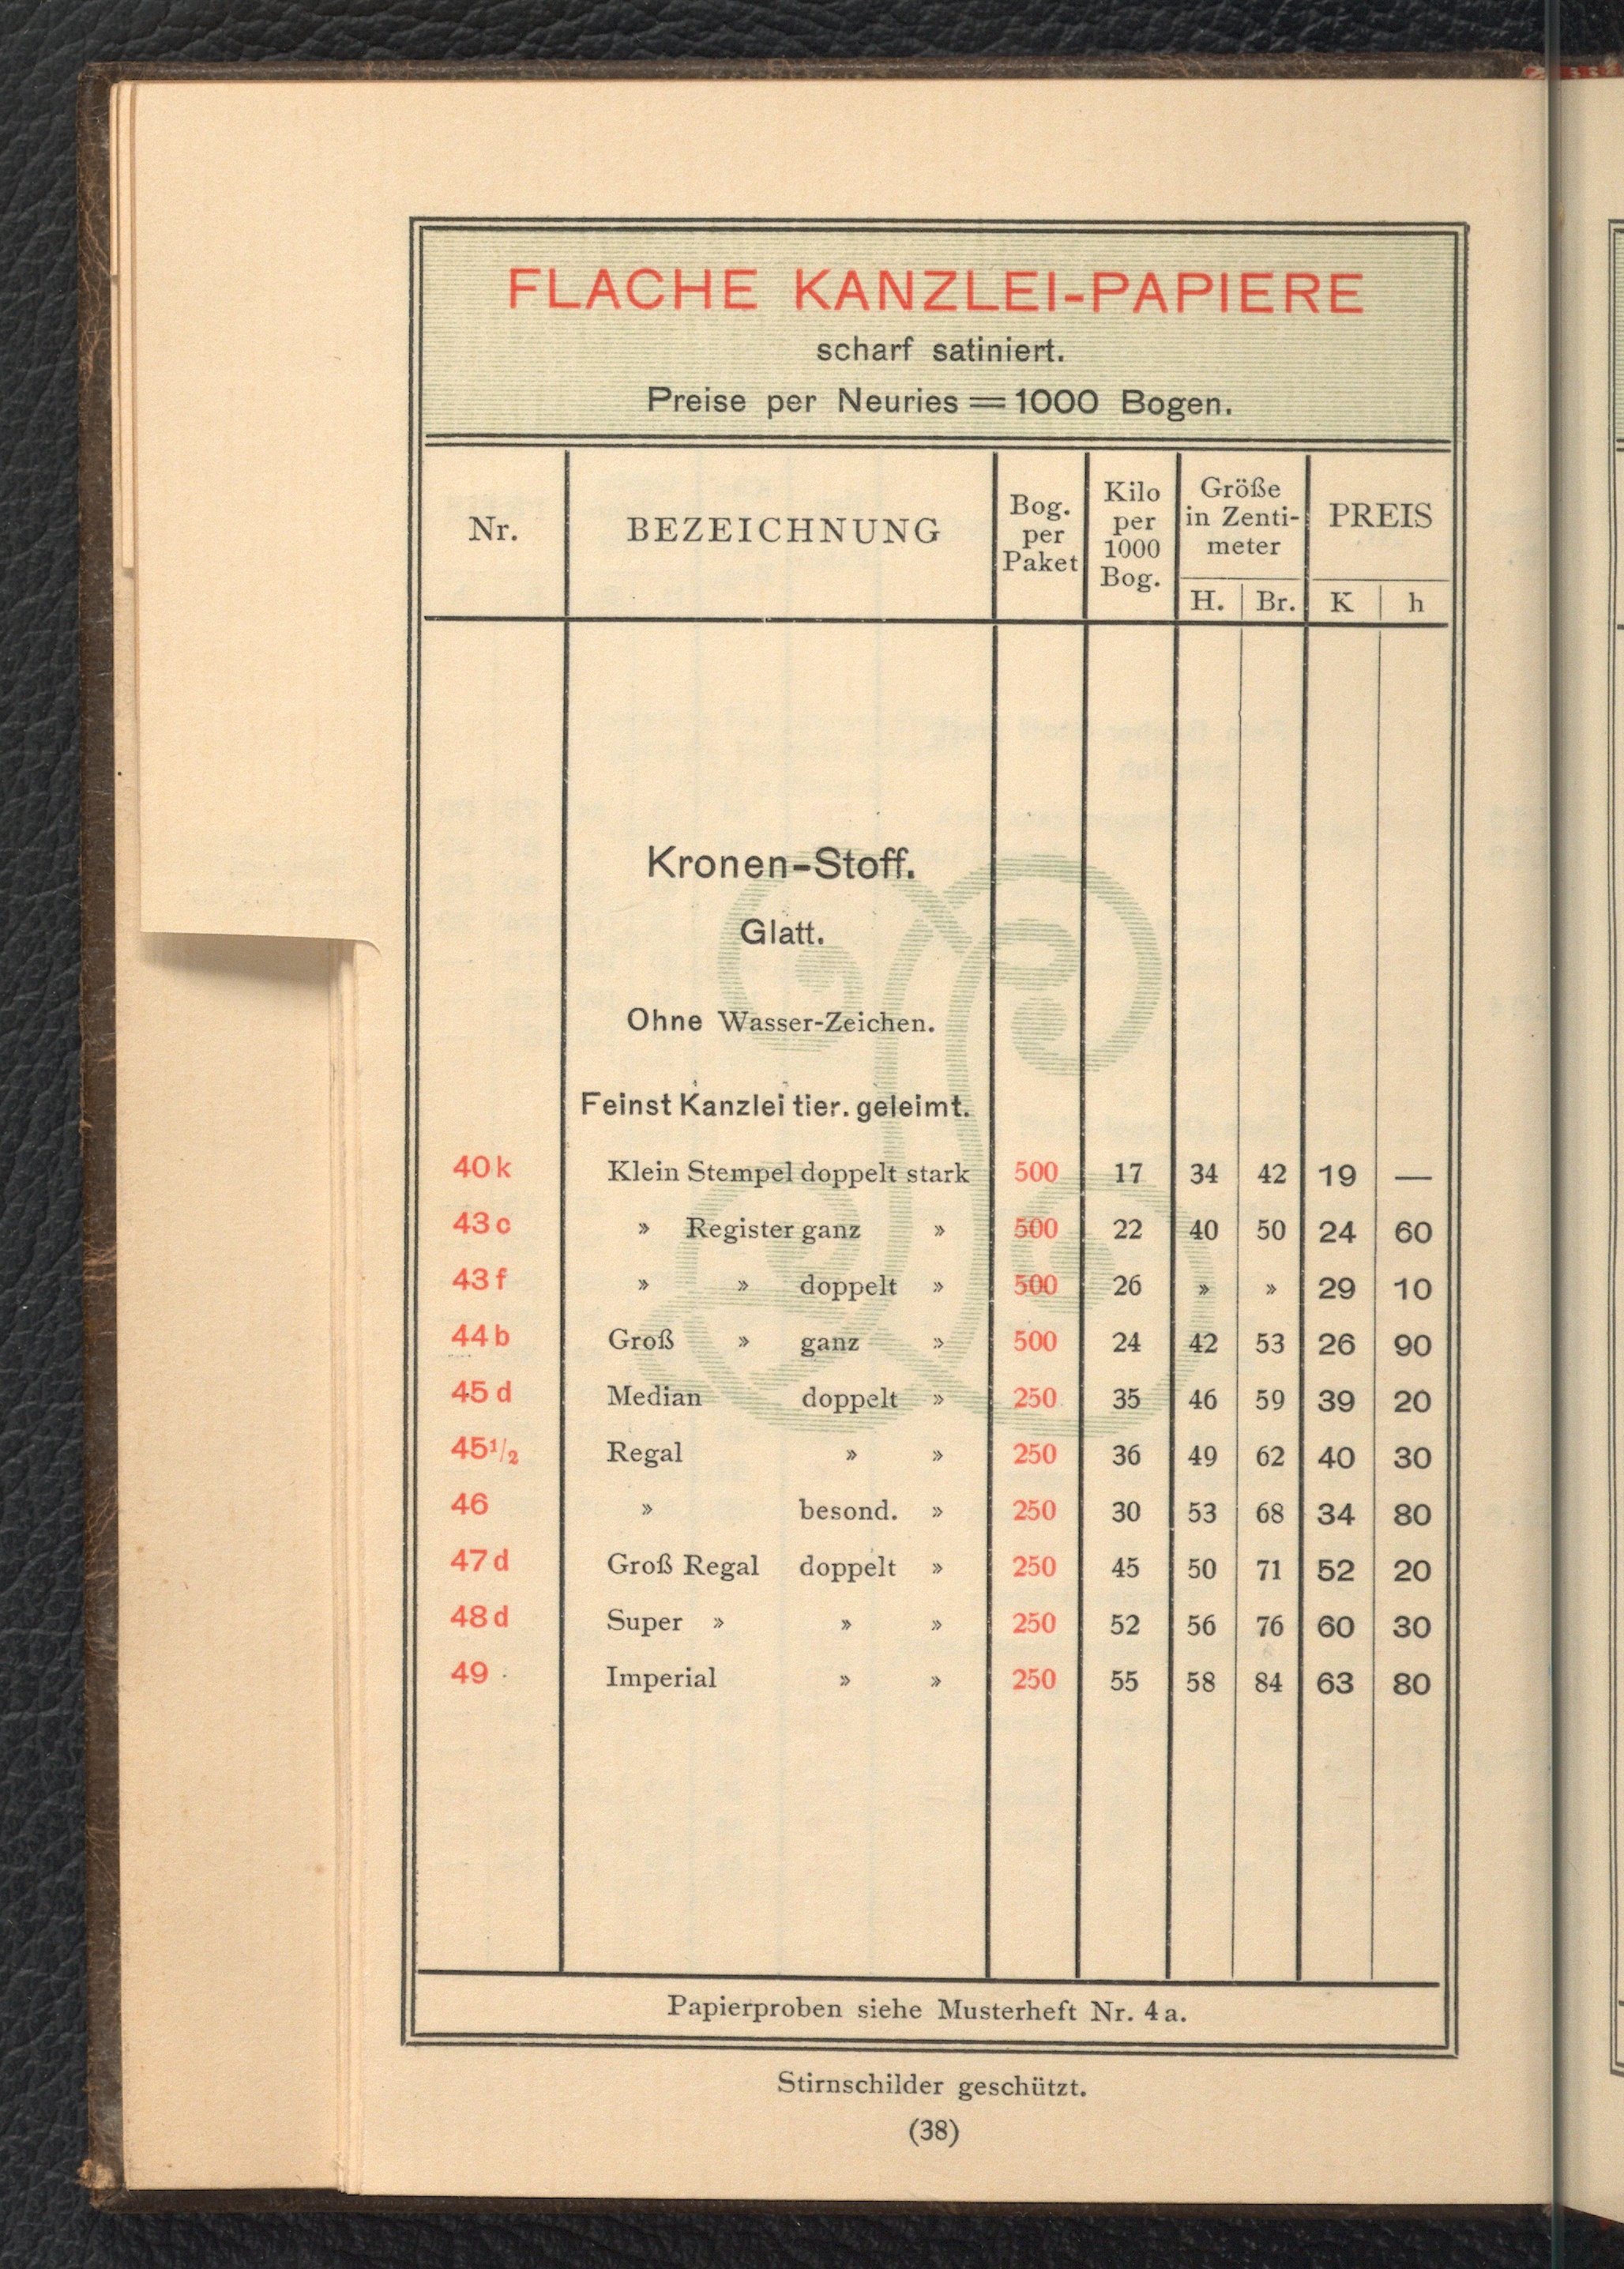 FLACHE KANZLEI-PAPIERE
scharf satiniert.
Preise per Neuries = 1000 Bogen.
Nr. BEZEICHNUNG Bog. per Paket Kilo per 1000 Bog. Größe in Zenti-meter PREIS
H. Br. K h
Kronen-Stoff.
Glatt.
Ohne Wasser-Zeichen.
Feinst Kanzlei tier. geleimt.
40 k Klein Stempel doppelt stark 500 17 34 42 19 —
43 c » Register ganz » 500 22 40 50 24 60
43 f » » doppelt » 500 26 » » 29 10
44 b Groß » ganz » 500 24 42 53 26 90
45 d Median doppelt » 250 35 46 59 39 20
45 1/2 Regal » » 250 36 49 62 40 30
46 » besond. » 250 30 53 68 34 80
47 d Groß Regal doppelt » 250 45 50 71 52 20
48 d Super » » » 250 52 56 76 60 30
49 Imperial » » 250 55 58 84 63 80
Papierproben siehe Musterheft Nr. 4 a.
Stirnschilder geschützt.
(38)